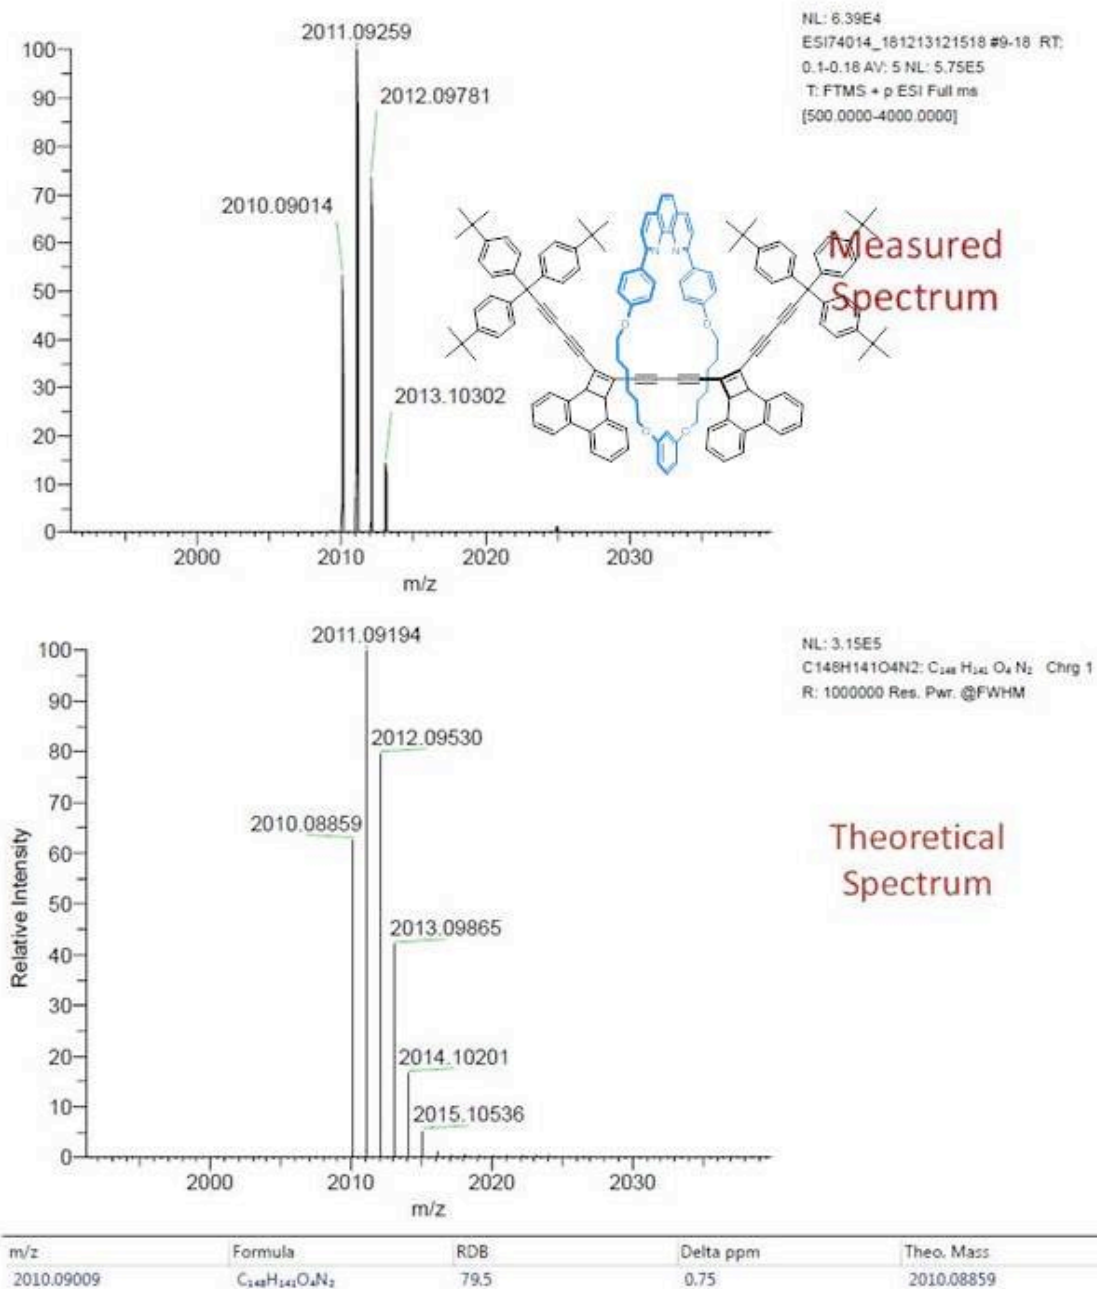 NL: 6.39E4
ESI74014_181213121518 #9-18 RT:
0.1-0.18 AV: 5 NL: 5.75E5
T: FTMS + p ESI Full ms
[500.0000-4000.0000]
2011.09259
2012.09781
2010.09014
2013.10302
100
90
80
70
60
50
40
30
20
10
0
2000 2010 2020 2030
m/z
N N
O O
O O
Measured
Spectrum
NL: 3.15E5
C148H141O4N2: C₁₄₈ H₁₄₁ O₄ N₂ Chrg 1
R: 1000000 Res. Pwr. @FWHM
2011.09194
2012.09530
2010.08859
2013.09865
2014.10201
2015.10536
Relative Intensity
100
90
80
70
60
50
40
30
20
10
0
2000 2010 2020 2030
m/z
Theoretical
Spectrum
m/z Formula RDB Delta ppm Theo. Mass
2010.09009 C₁₄₈H₁₄₁O₄N₂ 79.5 0.75 2010.08859